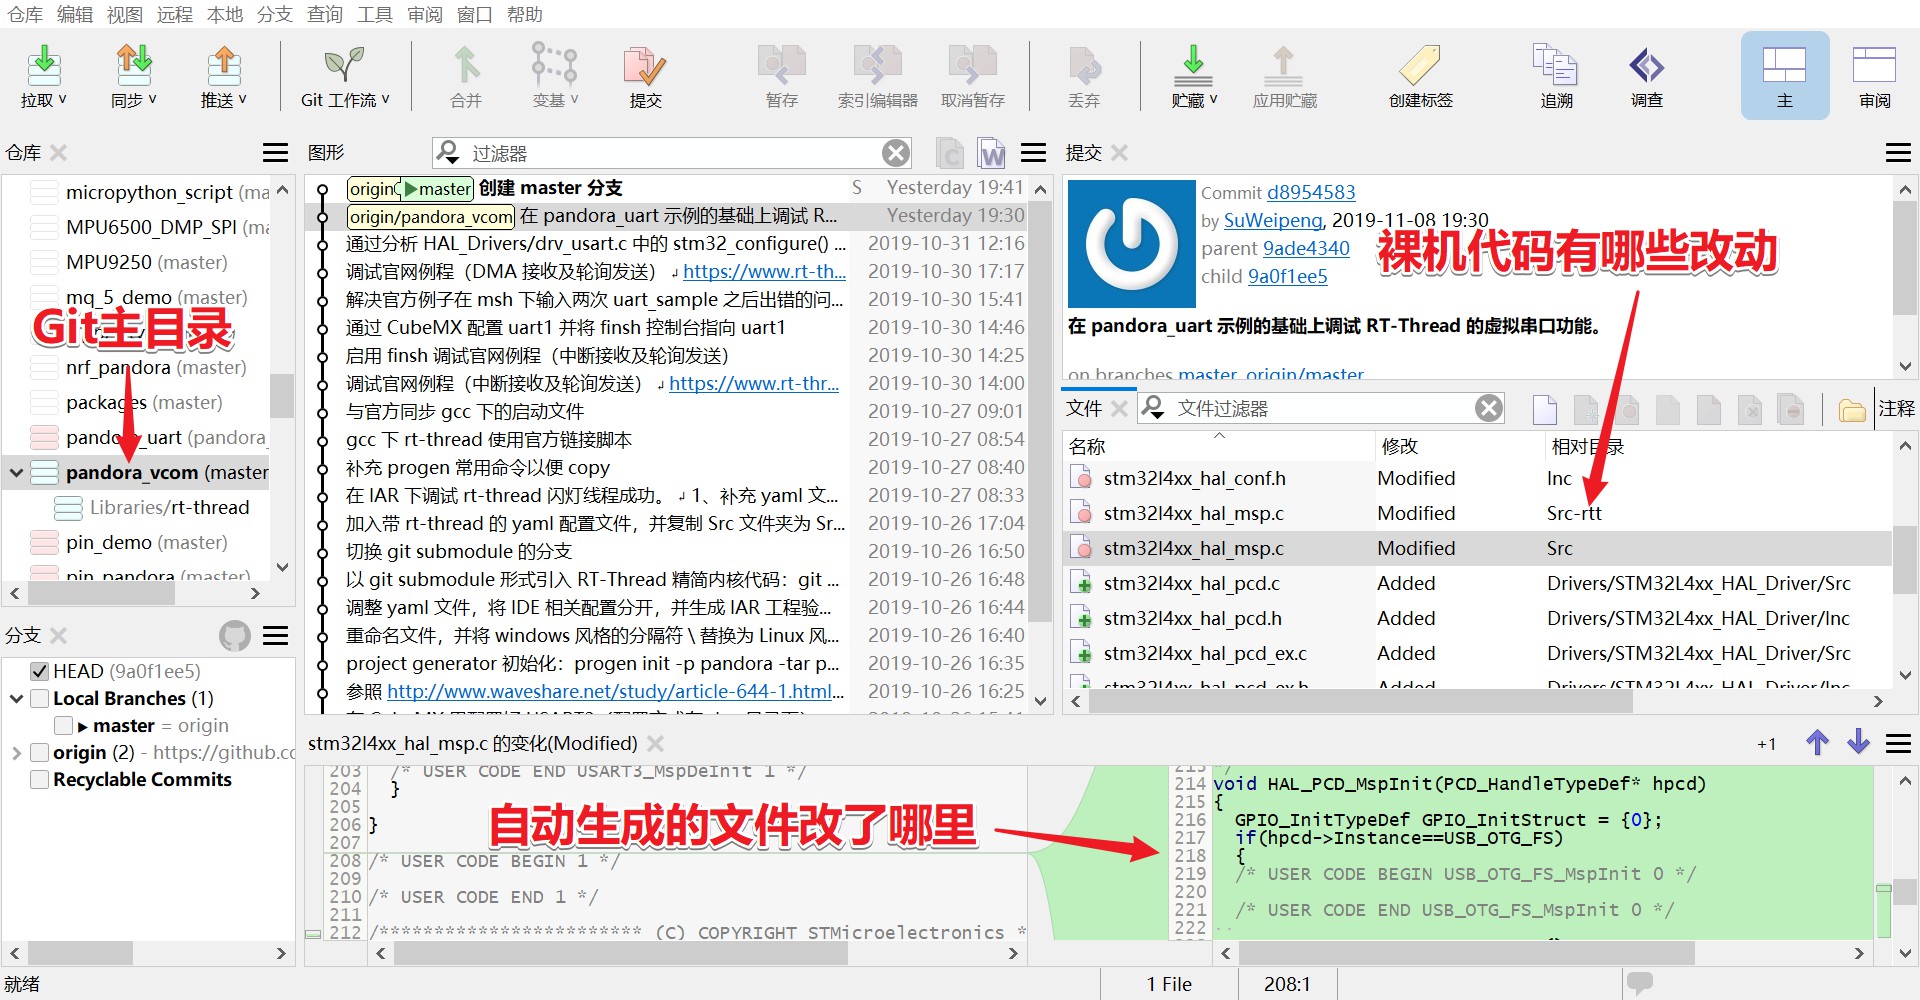 仓库 编辑 视图 远程 本地 分支 查询 工具 审阅 窗口 帮助
拉取 同步 推送 Git 工作流 合并 变基 提交 暂存 索引编辑器 取消暂存 丢弃 贮藏 应用贮藏 创建标签 追溯 调查 主 审阅
仓库
micropython_script (ma
MPU6500_DMP_SPI (ma
MPU9250 (master)
mq_5_demo (master)
Git主目录
nrf_pandora (master)
packages (master)
pandora_uart (pandora_
pandora_vcom (master
Libraries/rt-thread
pin_demo (master)
pin_pandora (master)
分支
HEAD (9a0f1ee5)
Local Branches (1)
master = origin
origin (2) - https://github.cc
Recyclable Commits
图形
过滤器
origin master 创建 master 分支 S Yesterday 19:41
origin/pandora_vcom 在 pandora_uart 示例的基础上调试 R... Yesterday 19:30
通过分析 HAL_Drivers/drv_usart.c 中的 stm32_configure() ... 2019-10-31 12:16
调试官网例程（DMA 接收及轮询发送） ↲ https://www.rt-th... 2019-10-30 17:17
解决官方例子在 msh 下输入两次 uart_sample 之后出错的问... 2019-10-30 15:41
通过 CubeMX 配置 uart1 并将 finsh 控制台指向 uart1 2019-10-30 14:46
启用 finsh 调试官网例程（中断接收及轮询发送） 2019-10-30 14:25
调试官网例程（中断接收及轮询发送） ↲ https://www.rt-thr... 2019-10-30 14:00
与官方同步 gcc 下的启动文件 2019-10-27 09:01
gcc 下 rt-thread 使用官方链接脚本 2019-10-27 08:54
补充 progen 常用命令以便 copy 2019-10-27 08:40
在 IAR 下调试 rt-thread 闪灯线程成功。 ↲ 1、补充 yaml 文... 2019-10-27 08:33
加入带 rt-thread 的 yaml 配置文件，并复制 Src 文件夹为 Sr... 2019-10-26 17:04
切换 git submodule 的分支 2019-10-26 16:50
以 git submodule 形式引入 RT-Thread 精简内核代码：git ... 2019-10-26 16:48
调整 yaml 文件，将 IDE 相关配置分开，并生成 IAR 工程验... 2019-10-26 16:44
重命名文件，并将 windows 风格的分隔符 \ 替换为 Linux 风... 2019-10-26 16:40
project generator 初始化：progen init -p pandora -tar p... 2019-10-26 16:35
参照 http://www.waveshare.net/study/article-644-1.html... 2019-10-26 16:25
提交
Commit d8954583
by SuWeipeng, 2019-11-08 19:30
parent 9ade4340
child 9a0f1ee5
裸机代码有哪些改动
在 pandora_uart 示例的基础上调试 RT-Thread 的虚拟串口功能。
on branches master, origin/master
文件
文件过滤器
注释
名称 修改 相对目录
stm32l4xx_hal_conf.h Modified Inc
stm32l4xx_hal_msp.c Modified Src-rtt
stm32l4xx_hal_msp.c Modified Src
stm32l4xx_hal_pcd.c Added Drivers/STM32L4xx_HAL_Driver/Src
stm32l4xx_hal_pcd.h Added Drivers/STM32L4xx_HAL_Driver/Inc
stm32l4xx_hal_pcd_ex.c Added Drivers/STM32L4xx_HAL_Driver/Src
stm32l4xx_hal_pcd_ex.h Added Drivers/STM32L4xx_HAL_Driver/Inc
stm32l4xx_hal_msp.c 的变化(Modified)
+1
203 /* USER CODE END USART3_MspDeInit 1 */
204 }
205
206 }
207
208 /* USER CODE BEGIN 1 */
209
210 /* USER CODE END 1 */
211
212 /************************ (C) COPYRIGHT STMicroelectronics *
自动生成的文件改了哪里
213 */
214 void HAL_PCD_MspInit(PCD_HandleTypeDef* hpcd)
215 {
216 GPIO_InitTypeDef GPIO_InitStruct = {0};
217 if(hpcd->Instance==USB_OTG_FS)
218 {
219 /* USER CODE BEGIN USB_OTG_FS_MspInit 0 */
220
221 /* USER CODE END USB_OTG_FS_MspInit 0 */
222
就绪
1 File
208:1